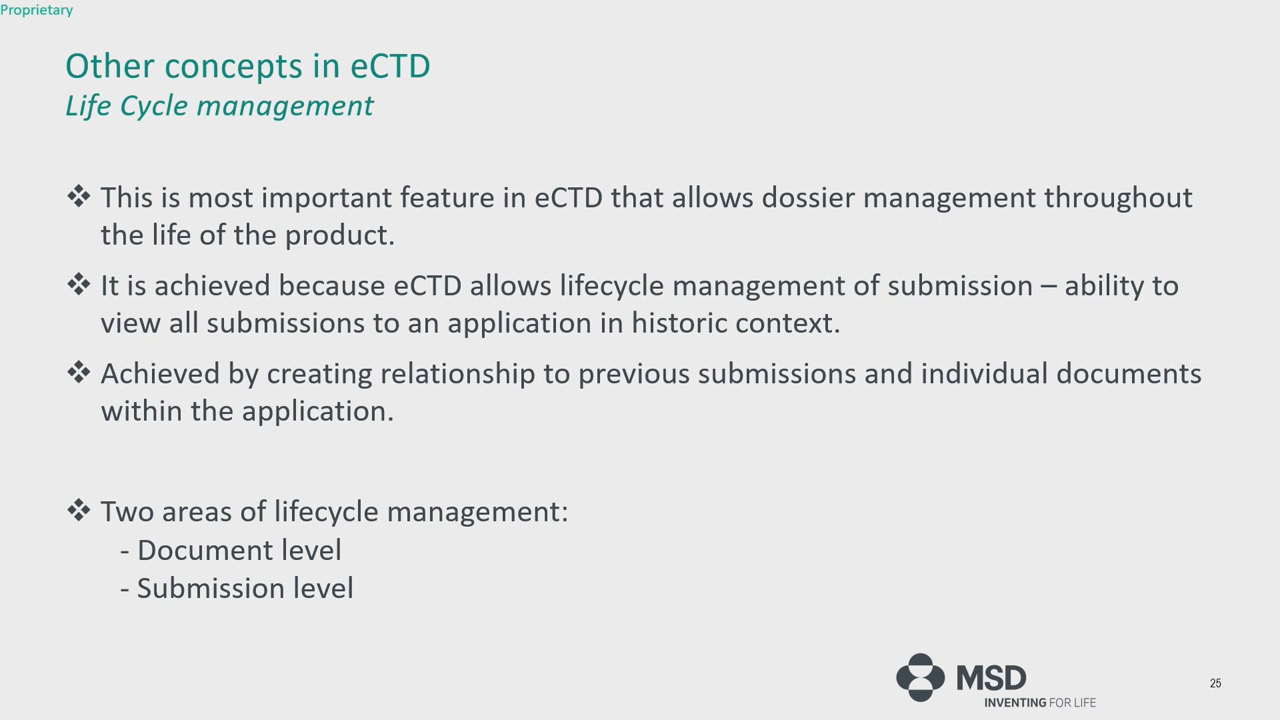 Proprietary
Other concepts in eCTD
Life Cycle management
❖ This is most important feature in eCTD that allows dossier management throughout
the life of the product.
❖ It is achieved because eCTD allows lifecycle management of submission – ability to
view all submissions to an application in historic context.
❖ Achieved by creating relationship to previous submissions and individual documents
within the application.
❖ Two areas of lifecycle management:
- Document level
- Submission level
MSD
INVENTING FOR LIFE
25